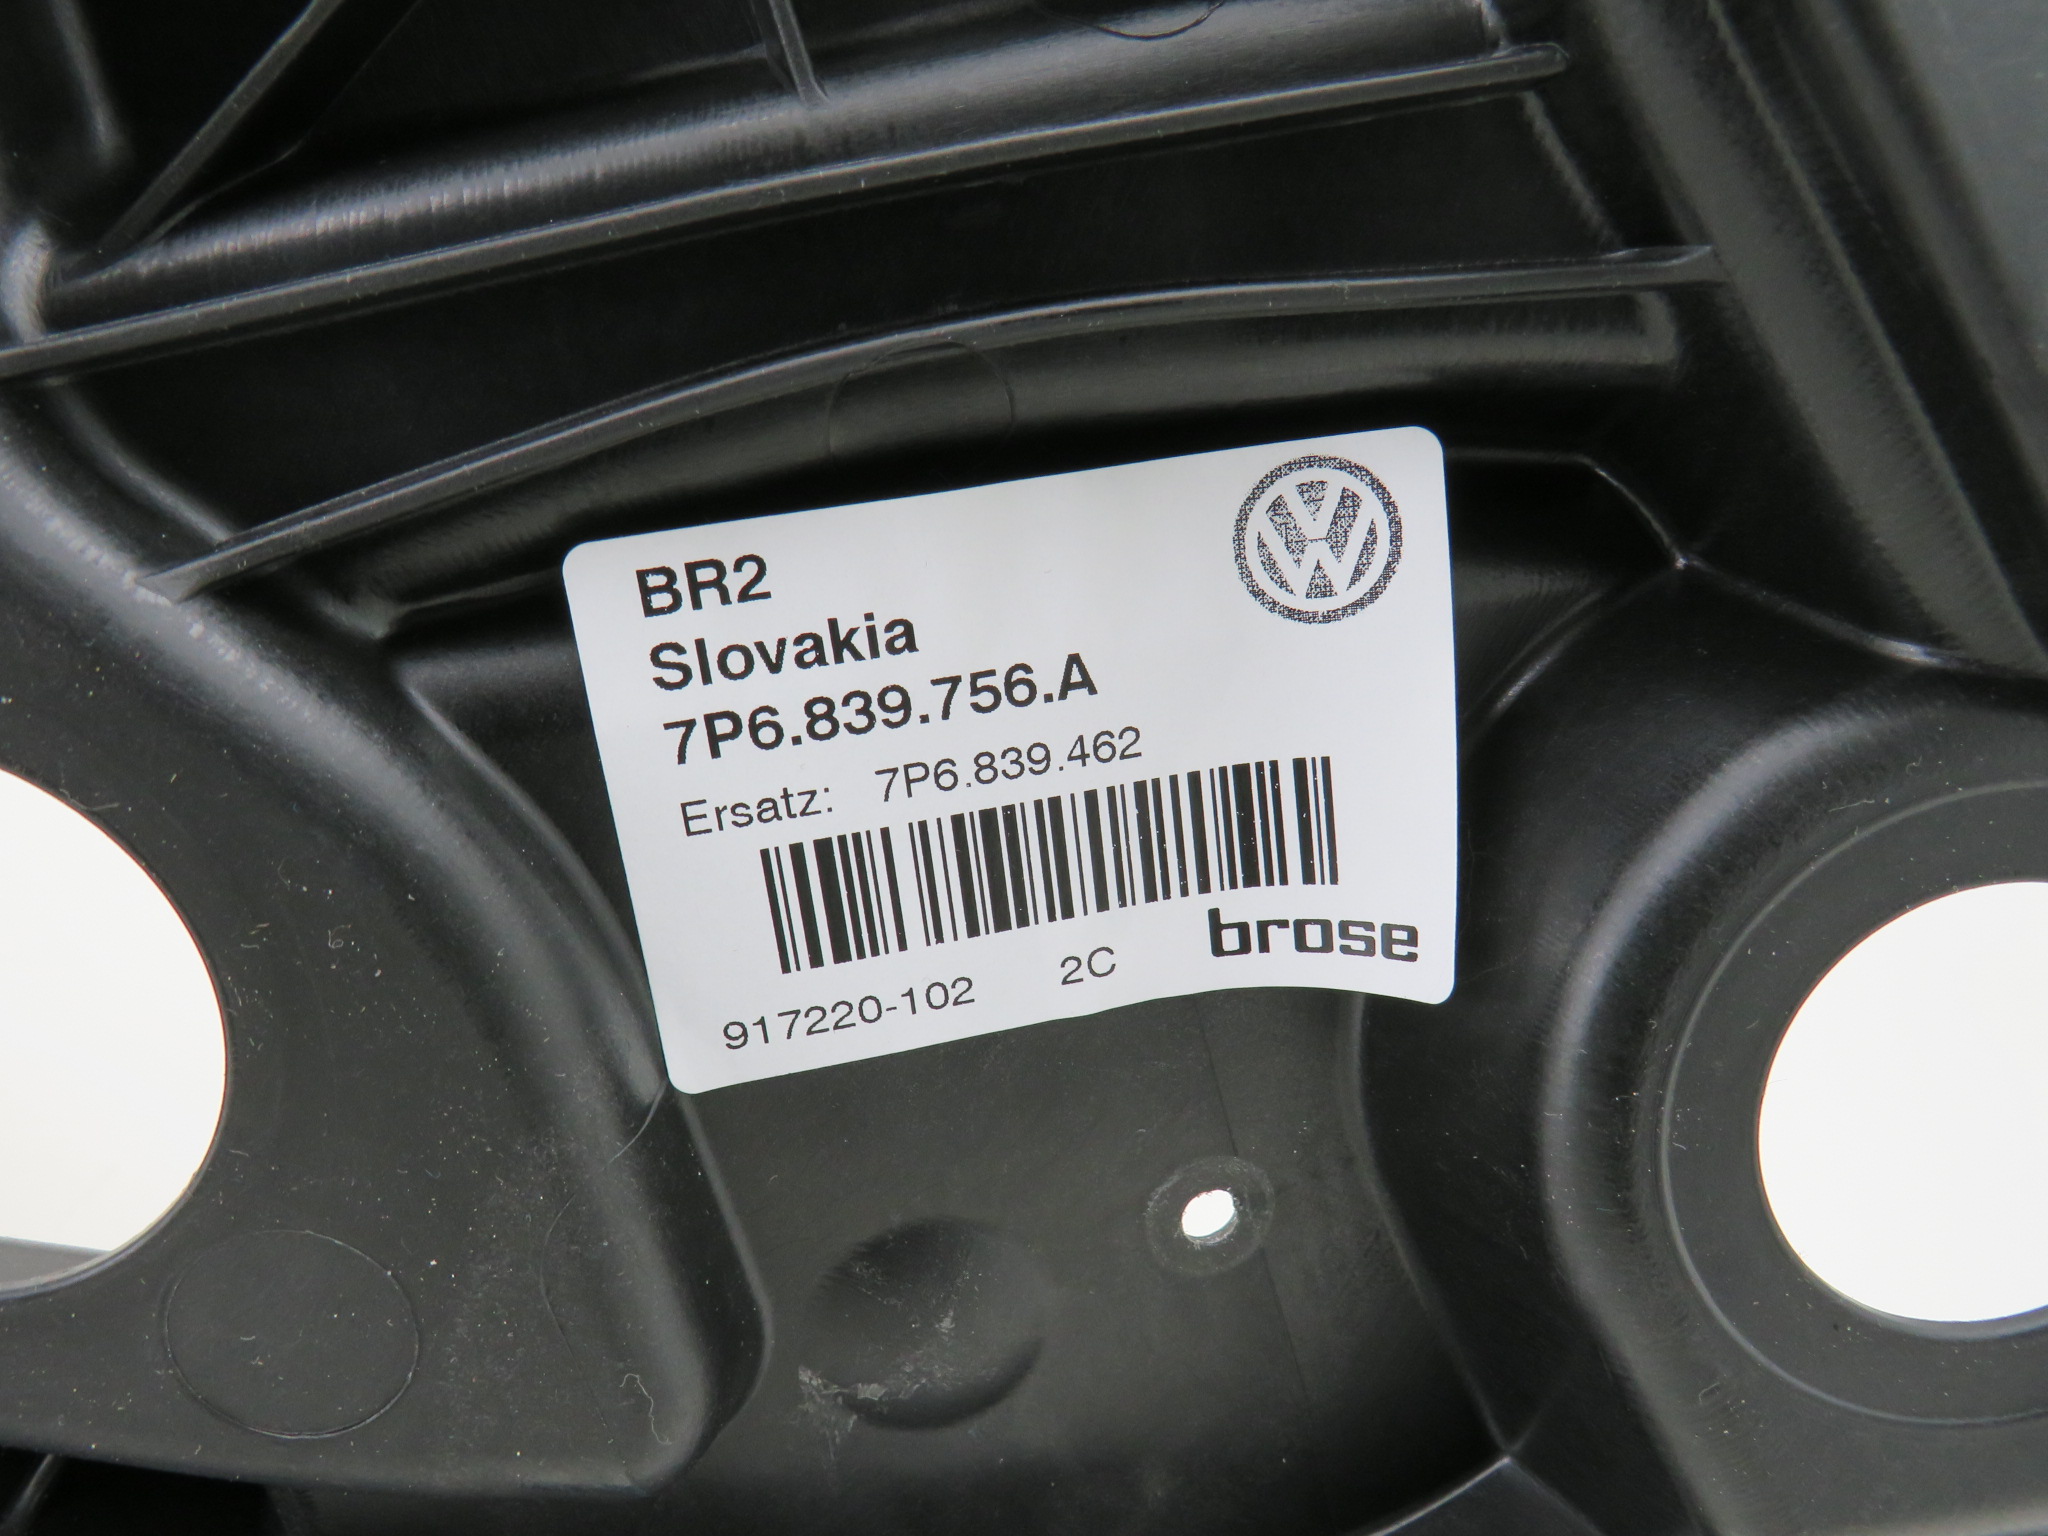 BR2
Slovakia
7P6.839.756.A
Ersatz: 7P6.839.462
917220-102 2C brose